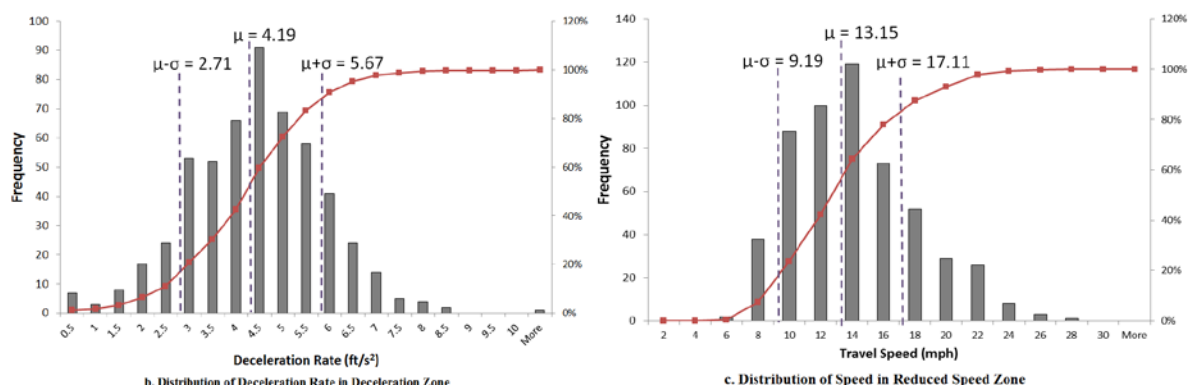 100
90
80
70
60
50
40
30
20
10
0
Frequency
120%
100%
80%
60%
40%
20%
0%
μ-σ = 2.71
μ = 4.19
μ+σ = 5.67
0.5 1 1.5 2 2.5 3 3.5 4 4.5 5 5.5 6 6.5 7 7.5 8 8.5 9 9.5 10 More
Deceleration Rate (ft/s²)
b. Distribution of Deceleration Rate in Deceleration Zone
140
120
100
80
60
40
20
0
Frequency
120%
100%
80%
60%
40%
20%
0%
μ = 13.15
μ-σ = 9.19
μ+σ = 17.11
2 4 6 8 10 12 14 16 18 20 22 24 26 28 30 More
Travel Speed (mph)
c. Distribution of Speed in Reduced Speed Zone